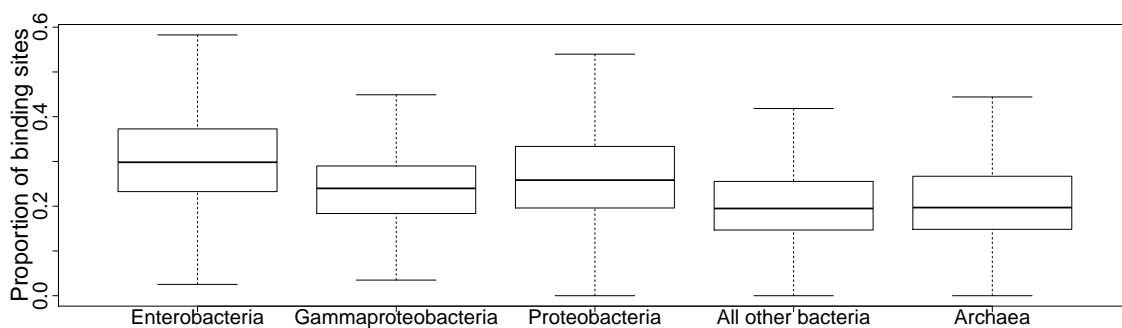 Proportion of binding sites
0.6
0.4
0.2
0.0
Enterobacteria
Gammaproteobacteria
Proteobacteria
All other bacteria
Archaea